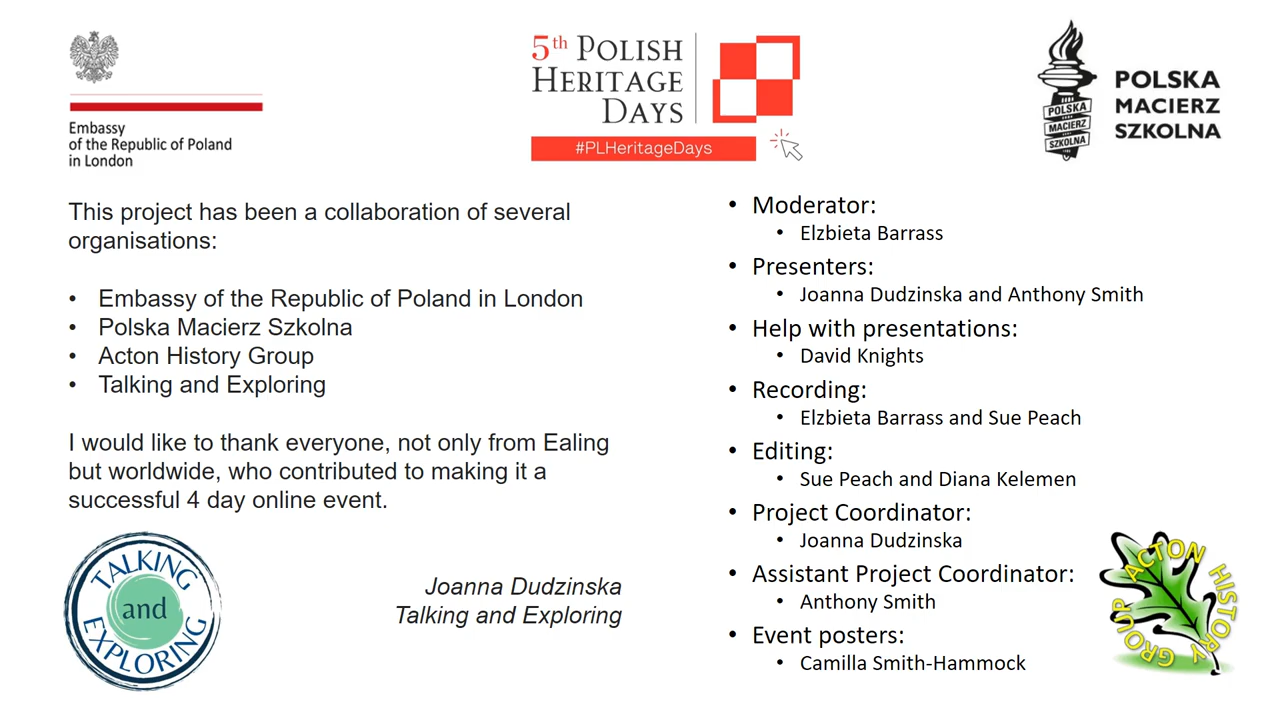 Embassy
of the Republic of Poland
in London
5th POLISH
HERITAGE
DAYS
#PLHeritageDays
POLSKA
MACIERZ
SZKOLNA
POLSKA
MACIERZ
SZKOLNA
This project has been a collaboration of several
organisations:
• Embassy of the Republic of Poland in London
• Polska Macierz Szkolna
• Acton History Group
• Talking and Exploring
I would like to thank everyone, not only from Ealing
but worldwide, who contributed to making it a
successful 4 day online event.
TALKING
and
EXPLORING
Joanna Dudzinska
Talking and Exploring
• Moderator:
• Elzbieta Barrass
• Presenters:
• Joanna Dudzinska and Anthony Smith
• Help with presentations:
• David Knights
• Recording:
• Elzbieta Barrass and Sue Peach
• Editing:
• Sue Peach and Diana Kelemen
• Project Coordinator:
• Joanna Dudzinska
• Assistant Project Coordinator:
• Anthony Smith
• Event posters:
• Camilla Smith-Hammock
ACTON HISTORY GROUP